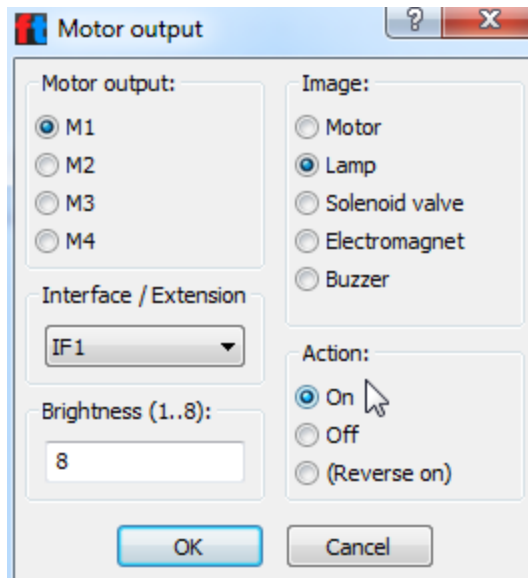 ft Motor output
? X
Motor output:
M1
M2
M3
M4
Interface / Extension
IF1
Brightness (1..8):
8
Image:
Motor
Lamp
Solenoid valve
Electromagnet
Buzzer
Action:
On
Off
(Reverse on)
OK
Cancel